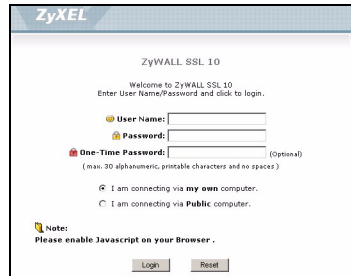 ZyXEL
ZyWALL SSL 10
Welcome to ZyWALL SSL 10
Enter User Name/Password and click to login.
User Name:
Password:
One-Time Password: (Optional)
( max. 30 alphanumeric, printable characters and no spaces )
I am connecting via my own computer.
I am connecting via Public computer.
Note:
Please enable Javascript on your Browser .
Login Reset